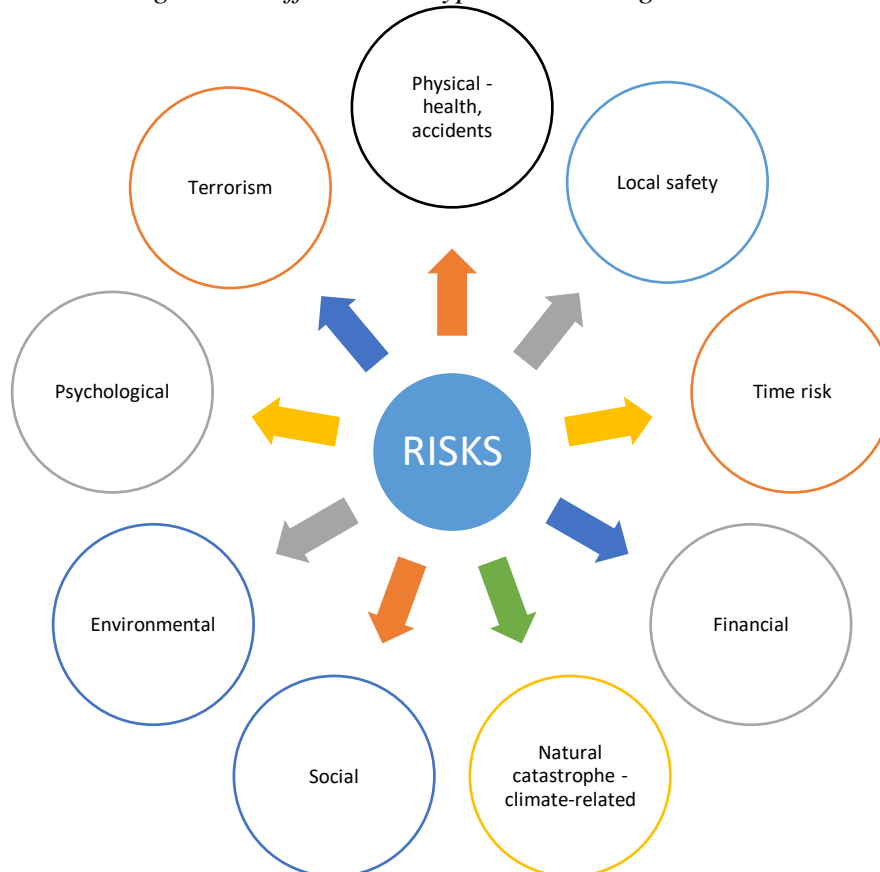 Physical -
health,
accidents
Local safety
Terrorism
Time risk
Psychological
RISKS
Financial
Environmental
Natural
catastrophe -
climate-related
Social